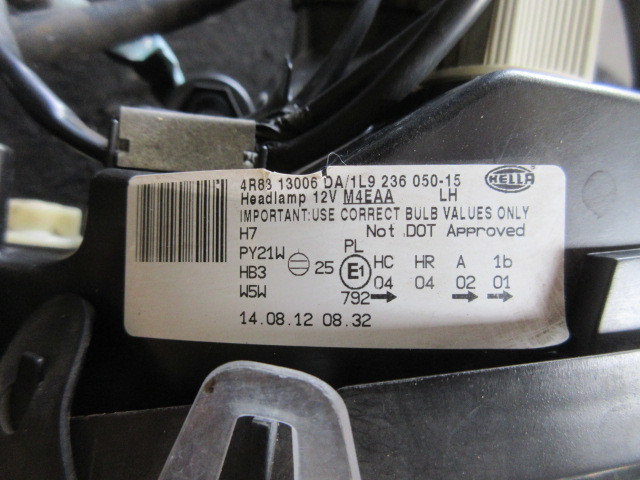 4R83 13006 DA/1L9 236 050-15
HELLA
Headlamp 12V M4EAA LH
IMPORTANT:USE CORRECT BULB VALUES ONLY
H7 Not DOT Approved
PY21W PL HC HR A 1b
HB3 25 E1 04 04 02 01
W5W 792
14.08.12 08.32